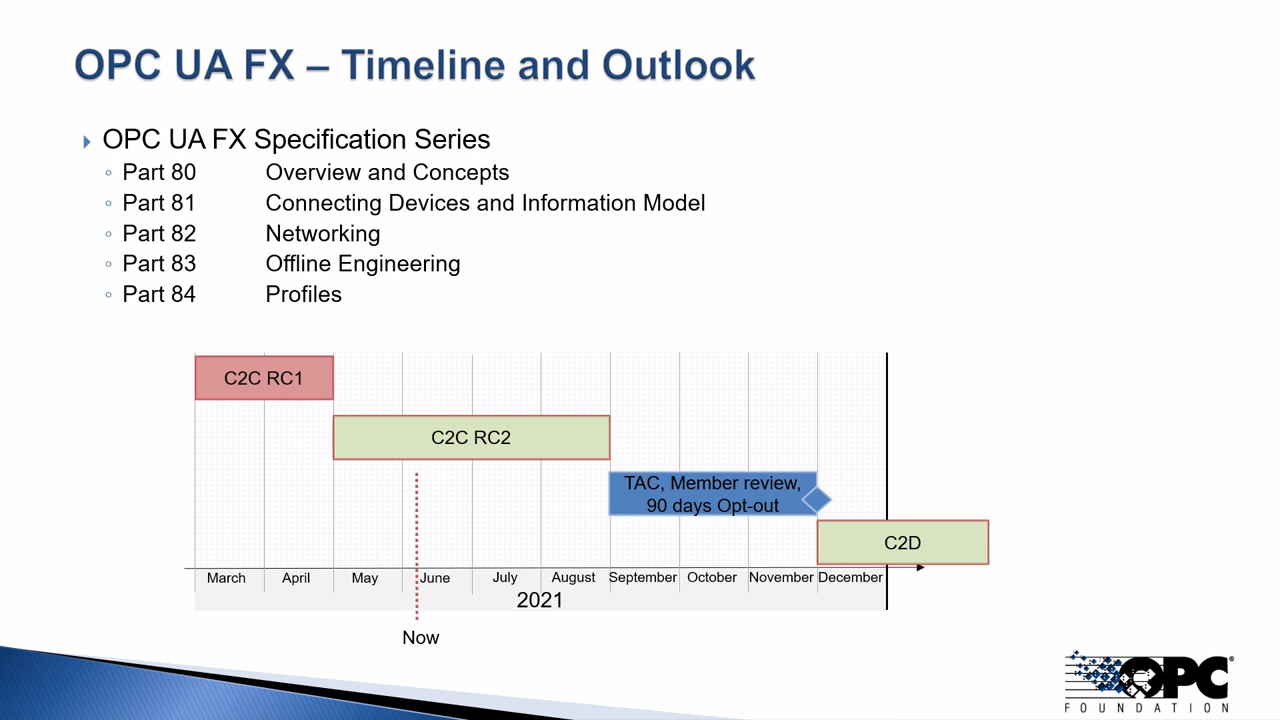 OPC UA FX – Timeline and Outlook
OPC UA FX Specification Series
Part 80 Overview and Concepts
Part 81 Connecting Devices and Information Model
Part 82 Networking
Part 83 Offline Engineering
Part 84 Profiles
C2C RC1
C2C RC2
TAC, Member review,
90 days Opt-out
C2D
March April May June July August September October November December
2021
Now
OPC®
FOUNDATION